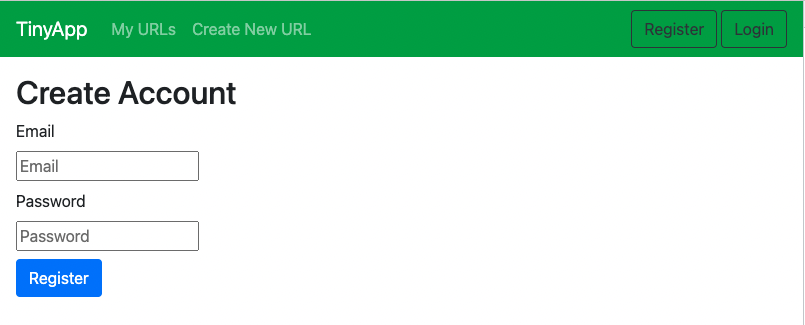 TinyApp My URLs Create New URL Register Login
Create Account
Email
Email
Password
Password
Register